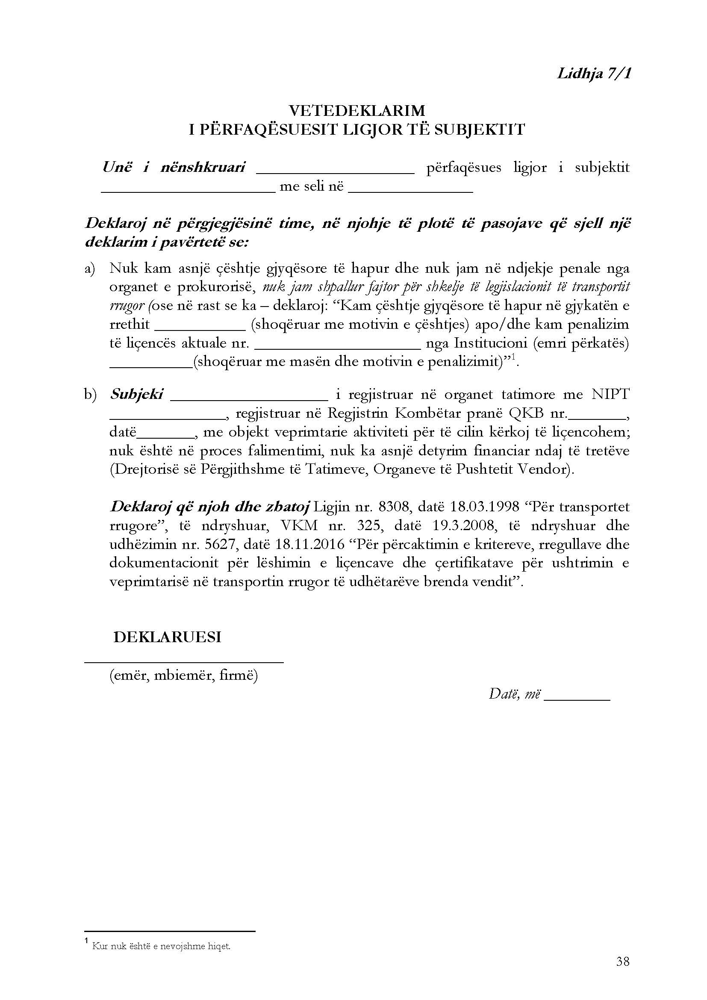 Lidhja 7/1
VETEDEKLARIM
I PËRFAQËSUESIT LIGJOR TË SUBJEKTIT
Unë i nënshkruari ___________________ përfaqësues ligjor i subjektit
_____________________ me seli në _______________
Deklaroj në përgjegjësinë time, në njohje të plotë të pasojave që sjell një
deklarim i pavërtetë se:
a) Nuk kam asnjë çështje gjyqësore të hapur dhe nuk jam në ndjekje penale nga
organet e prokurorisë, nuk jam shpallur fajtor për shkelje të legjislacionit të transportit
rrugor (ose në rast se ka – deklaroj: “Kam çështje gjyqësore të hapur në gjykatën e
rrethit ___________ (shoqëruar me motivin e çështjes) apo/dhe kam penalizim
të liçencës aktuale nr. ____________________ nga Institucioni (emri përkatës)
__________(shoqëruar me masën dhe motivin e penalizimit)”¹.
b) Subjeki ___________________ i regjistruar në organet tatimore me NIPT
______________, regjistruar në Regjistrin Kombëtar pranë QKB nr._______,
datë_______, me objekt veprimtarie aktiviteti për të cilin kërkoj të liçencohem;
nuk është në proces falimentimi, nuk ka asnjë detyrim financiar ndaj të tretëve
(Drejtorisë së Përgjithshme të Tatimeve, Organeve të Pushtetit Vendor).
Deklaroj që njoh dhe zbatoj Ligjin nr. 8308, datë 18.03.1998 “Për transportet
rrugore”, të ndryshuar, VKM nr. 325, datë 19.3.2008, të ndryshuar dhe
udhëzimin nr. 5627, datë 18.11.2016 “Për përcaktimin e kritereve, rregullave dhe
dokumentacionit për lëshimin e liçencave dhe çertifikatave për ushtrimin e
veprimtarisë në transportin rrugor të udhëtarëve brenda vendit”.
DEKLARUESI
________________________
(emër, mbiemër, firmë)
Datë, më ________
¹ Kur nuk është e nevojshme hiqet.
38